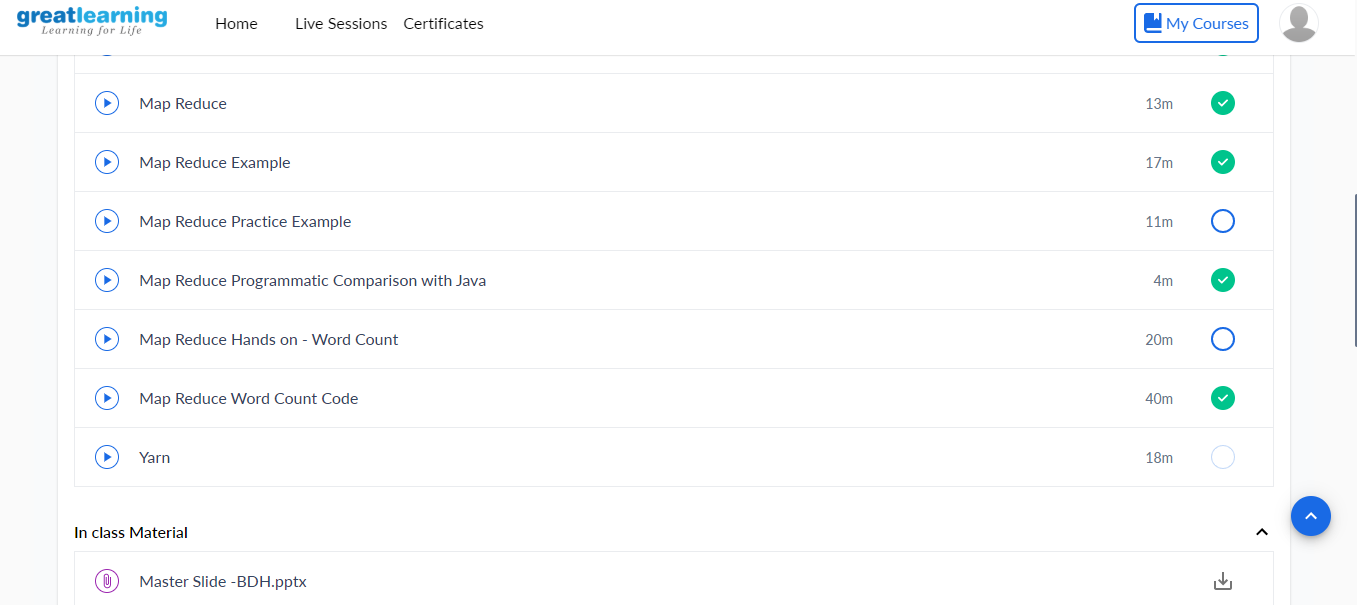 greatlearning
Learning for Life
Home Live Sessions Certificates
My Courses
Map Reduce 13m
Map Reduce Example 17m
Map Reduce Practice Example 11m
Map Reduce Programmatic Comparison with Java 4m
Map Reduce Hands on - Word Count 20m
Map Reduce Word Count Code 40m
Yarn 18m
In class Material
Master Slide -BDH.pptx